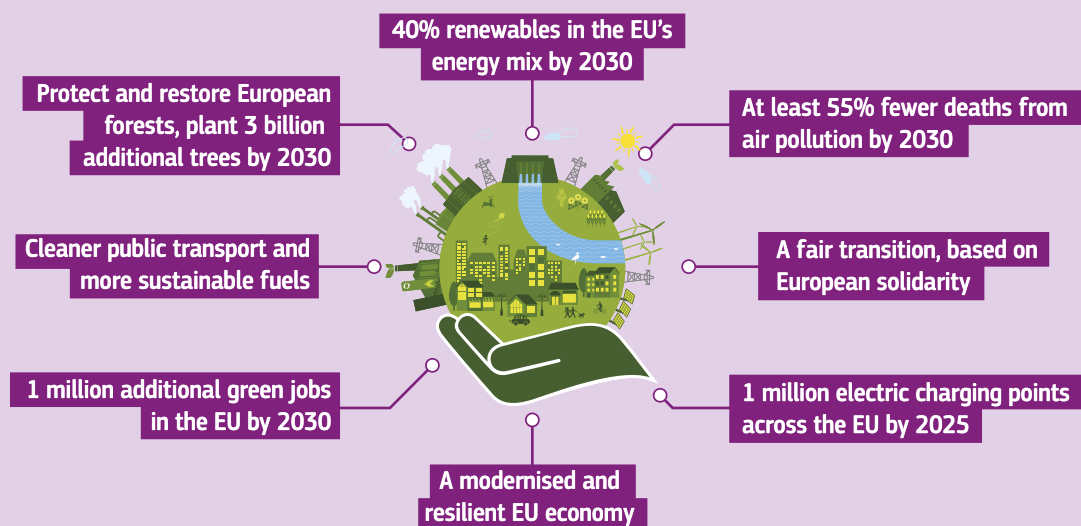 40% renewables in the EU's
energy mix by 2030
Protect and restore European
forests, plant 3 billion
additional trees by 2030
At least 55% fewer deaths from
air pollution by 2030
Cleaner public transport and
more sustainable fuels
A fair transition, based on
European solidarity
1 million additional green jobs
in the EU by 2030
1 million electric charging points
across the EU by 2025
A modernised and
resilient EU economy